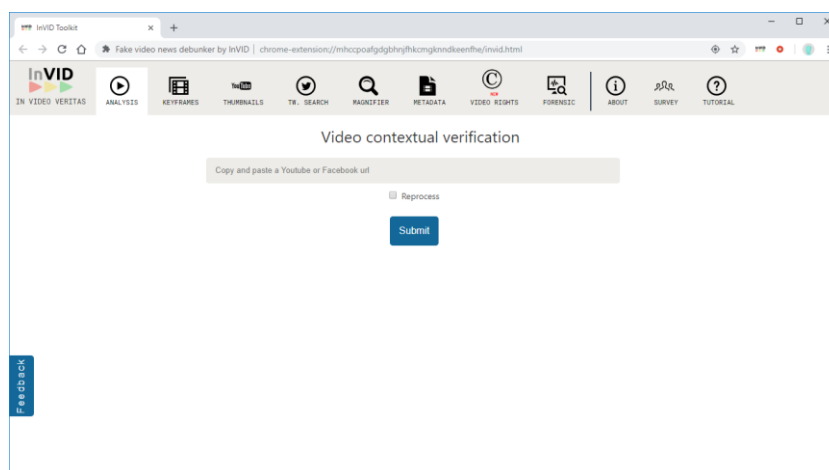 InVID Toolkit
Fake video news debunker by InVID | chrome-extension://mhccpoafgdgbhnjfhkcmgknndkeenfhe/invid.html
InVID
IN VIDEO VERITAS
ANALYSIS
KEYFRAMES
YouTube
THUMBNAILS
TW. SEARCH
MAGNIFIER
METADATA
VIDEO RIGHTS
FORENSIC
ABOUT
SURVEY
TUTORIAL
Video contextual verification
Copy and paste a Youtube or Facebook url
Reprocess
Submit
Feedback